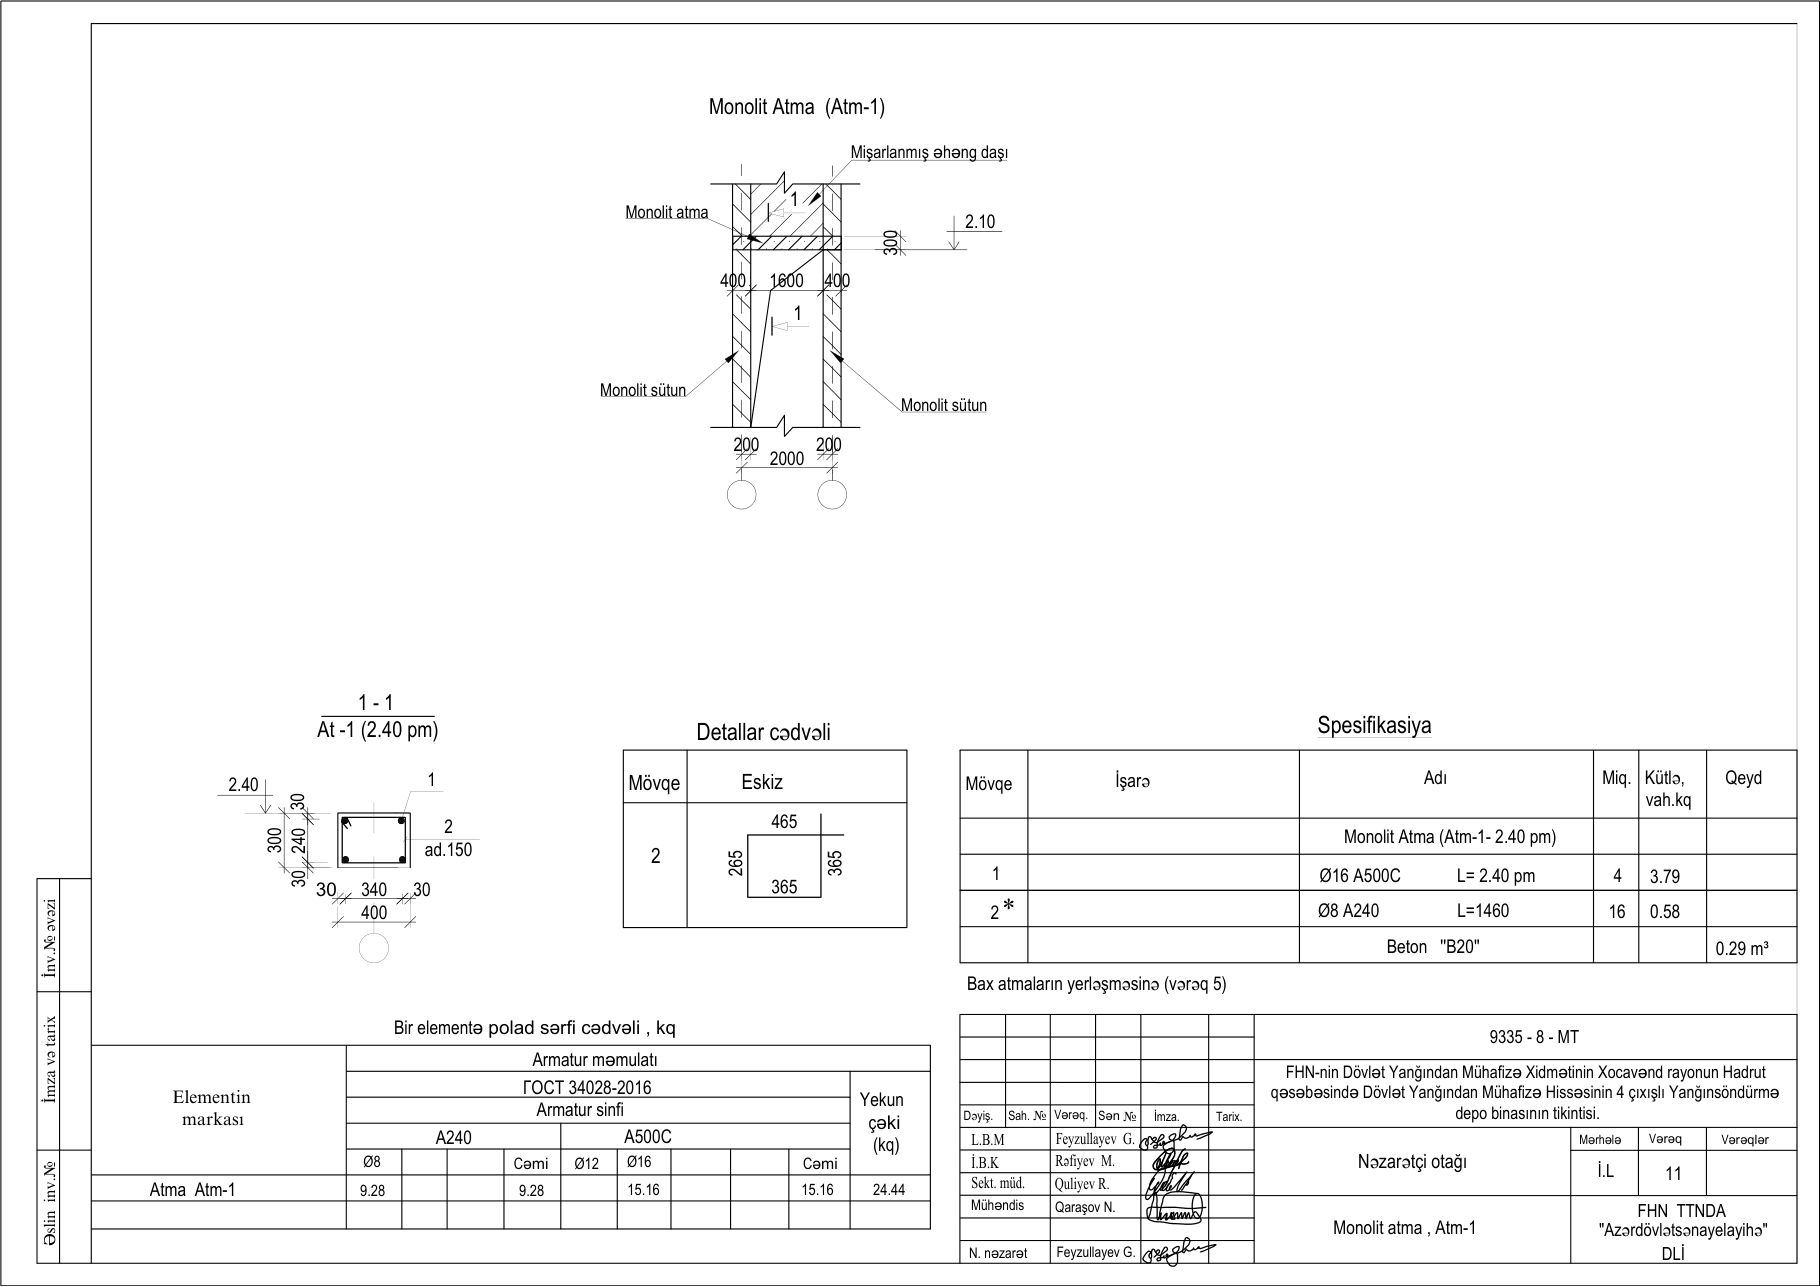 Monolit Atma (Atm-1)
Mişarlanmış əhəng daşı
Monolit atma
1
2.10
300
400
1600
400
1
Monolit sütun
Monolit sütun
200
200
2000
1 - 1
At -1 (2.40 pm)
2.40
1
30
300
240
30
2
ad.150
30
340
30
400
Detallar cədvəli
Mövqe
Eskiz
2
465
265
365
365
Spesifikasiya
Mövqe
İşarə
Adı
Miq.
Kütlə,
vah.kq
Qeyd
Monolit Atma (Atm-1- 2.40 pm)
1 Ø16 A500C L= 2.40 pm 4 3.79
2* Ø8 A240 L=1460 16 0.58
Beton "B20" 0.29 m³
Bax atmaların yerləşməsinə (vərəq 5)
Bir elementə polad sərfi cədvəli , kq
Elementin
markası
Armatur məmulatı
ГОСТ 34028-2016
Armatur sinfi
A240
A500C
Yekun
çəki
(kq)
Ø8 Cəmi Ø12 Ø16 Cəmi
Atma Atm-1 9.28 9.28 15.16 15.16 24.44
İnv.№ əvəzi
İmza və tarix
Əslin inv.№
9335 - 8 - MT
FHN-nin Dövlət Yanğından Mühafizə Xidmətinin Xocavənd rayonun Hadrut
qəsəbəsində Dövlət Yanğından Mühafizə Hissəsinin 4 çıxışlı Yanğınsöndürmə
depo binasının tikintisi.
Dəyiş. Sah. № Vərəq. Sən № İmza. Tarix.
L.B.M Feyzullayev G.
İ.B.K Rəfiyev M.
Sekt. müd. Quliyev R.
Mühəndis Qaraşov N.
N. nəzarət Feyzullayev G.
Nəzarətçi otağı
Mərhələ Vərəq Vərəqlər
İ.L 11
Monolit atma , Atm-1
FHN TTNDA
"Azərdövlətsənayelayihə"
DLİ